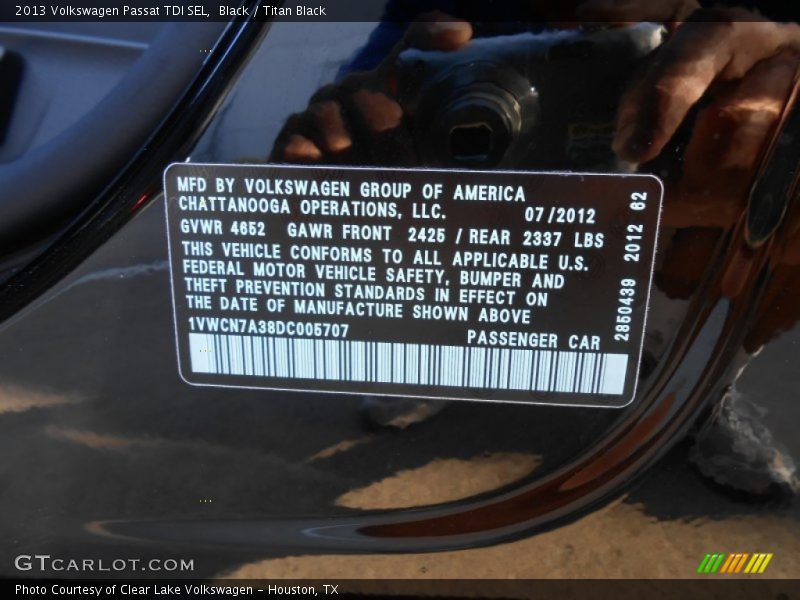 2013 Volkswagen Passat TDI SEL,  Black / Titan Black
MFD BY VOLKSWAGEN GROUP OF AMERICA
CHATTANOOGA OPERATIONS, LLC. 07/2012
GVWR 4652 GAWR FRONT 2425 / REAR 2337 LBS
THIS VEHICLE CONFORMS TO ALL APPLICABLE U.S.
FEDERAL MOTOR VEHICLE SAFETY, BUMPER AND
THEFT PREVENTION STANDARDS IN EFFECT ON
THE DATE OF MANUFACTURE SHOWN ABOVE
1VWCN7A38DC005707 PASSENGER CAR
2850439 2012 62
GTCARLOT.COM
Photo Courtesy of Clear Lake Volkswagen - Houston, TX